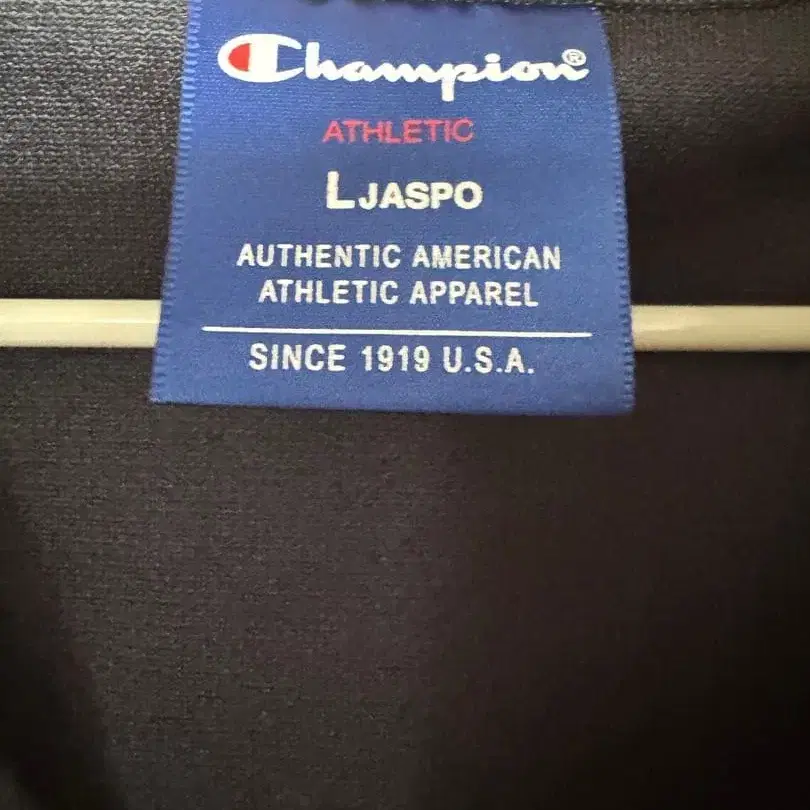 Champion®
ATHLETIC
L JASPO
AUTHENTIC AMERICAN
ATHLETIC APPAREL
SINCE 1919 U.S.A.